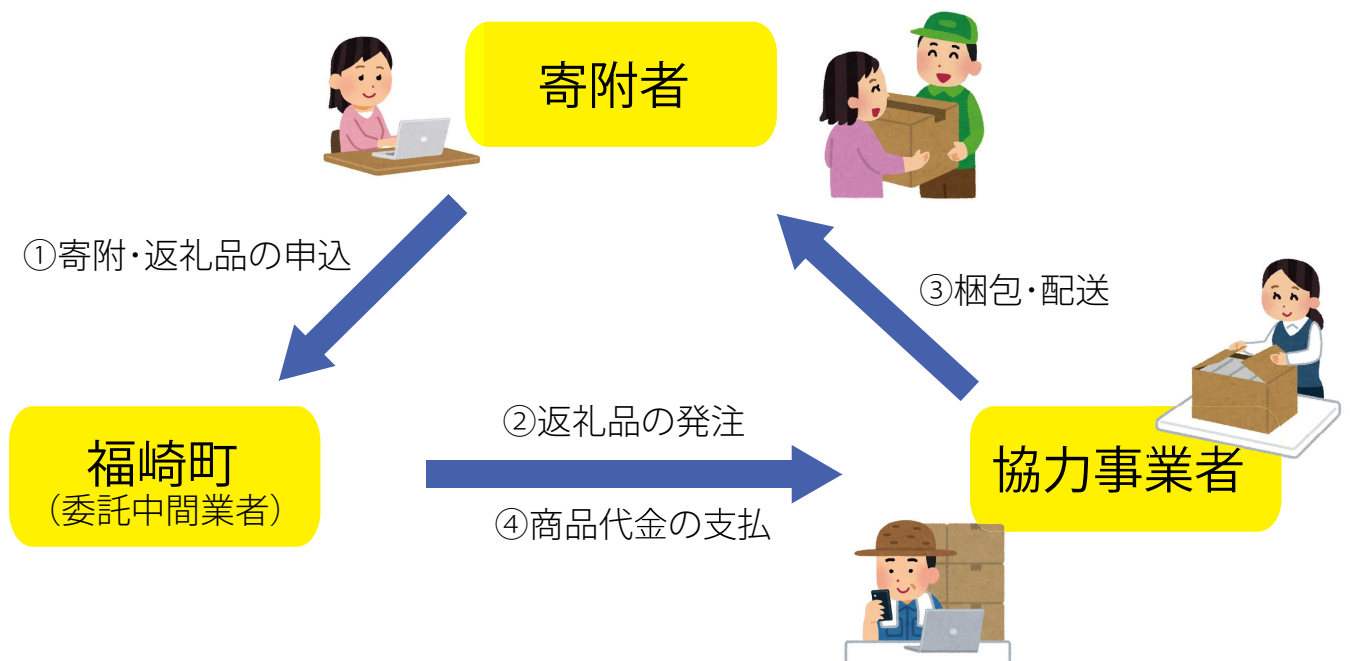 寄附者
①寄附・返礼品の申込
③梱包・配送
②返礼品の発注
福崎町
（委託中間業者）
協力事業者
④商品代金の支払